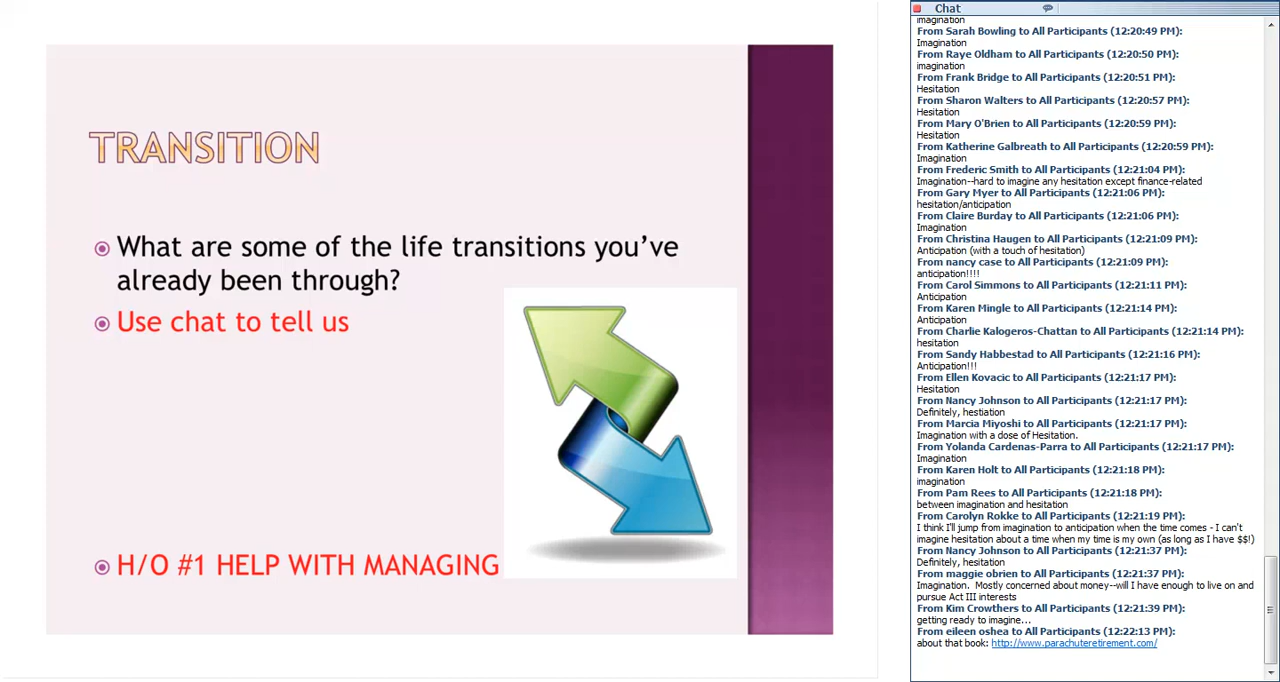 TRANSITION
What are some of the life transitions you've
already been through?
Use chat to tell us
H/O #1 HELP WITH MANAGING
Chat
imagination
From Sarah Bowling to All Participants (12:20:49 PM):
Imagination
From Raye Oldham to All Participants (12:20:50 PM):
imagination
From Frank Bridge to All Participants (12:20:51 PM):
Hesitation
From Sharon Walters to All Participants (12:20:57 PM):
Hesitation
From Mary O'Brien to All Participants (12:20:59 PM):
Hesitation
From Katherine Galbreath to All Participants (12:20:59 PM):
Imagination
From Frederic Smith to All Participants (12:21:04 PM):
Imagination--hard to imagine any hesitation except finance-related
From Gary Myer to All Participants (12:21:06 PM):
hesitation/anticipation
From Claire Burday to All Participants (12:21:06 PM):
Imagination
From Christina Haugen to All Participants (12:21:09 PM):
Anticipation (with a touch of hesitation)
From nancy case to All Participants (12:21:09 PM):
anticipation!!!!
From Carol Simmons to All Participants (12:21:11 PM):
Anticipation
From Karen Mingle to All Participants (12:21:14 PM):
Anticipation
From Charlie Kalogeros-Chattan to All Participants (12:21:14 PM):
hesitation
From Sandy Habbestad to All Participants (12:21:16 PM):
Anticipation!!!
From Ellen Kovacic to All Participants (12:21:17 PM):
Hesitation
From Nancy Johnson to All Participants (12:21:17 PM):
Definitely, hestiation
From Marcia Miyoshi to All Participants (12:21:17 PM):
Imagination with a dose of Hesitation.
From Yolanda Cardenas-Parra to All Participants (12:21:17 PM):
Imagination
From Karen Holt to All Participants (12:21:18 PM):
imagination
From Pam Rees to All Participants (12:21:18 PM):
between imagination and hesitation
From Carolyn Rokke to All Participants (12:21:19 PM):
I think I'll jump from imagination to anticipation when the time comes - I can't
imagine hesitation about a time when my time is my own (as long as I have $$!)
From Nancy Johnson to All Participants (12:21:37 PM):
Definitely, hesitation
From maggie obrien to All Participants (12:21:37 PM):
Imagination. Mostly concerned about money--will I have enough to live on and
pursue Act III interests
From Kim Crowthers to All Participants (12:21:39 PM):
getting ready to imagine...
From eileen oshea to All Participants (12:22:13 PM):
about that book: http://www.parachuteretirement.com/